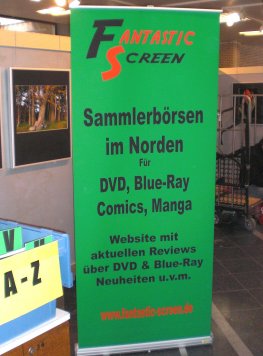 FANTASTIC
SCREEN
Sammlerbörsen
im Norden
Für
DVD, Blue-Ray
Comics, Manga
Website mit
aktuellen Reviews
über DVD & Blue-Ray
Neuheiten u.v.m.
www.fantastic-screen.de
V
A-Z